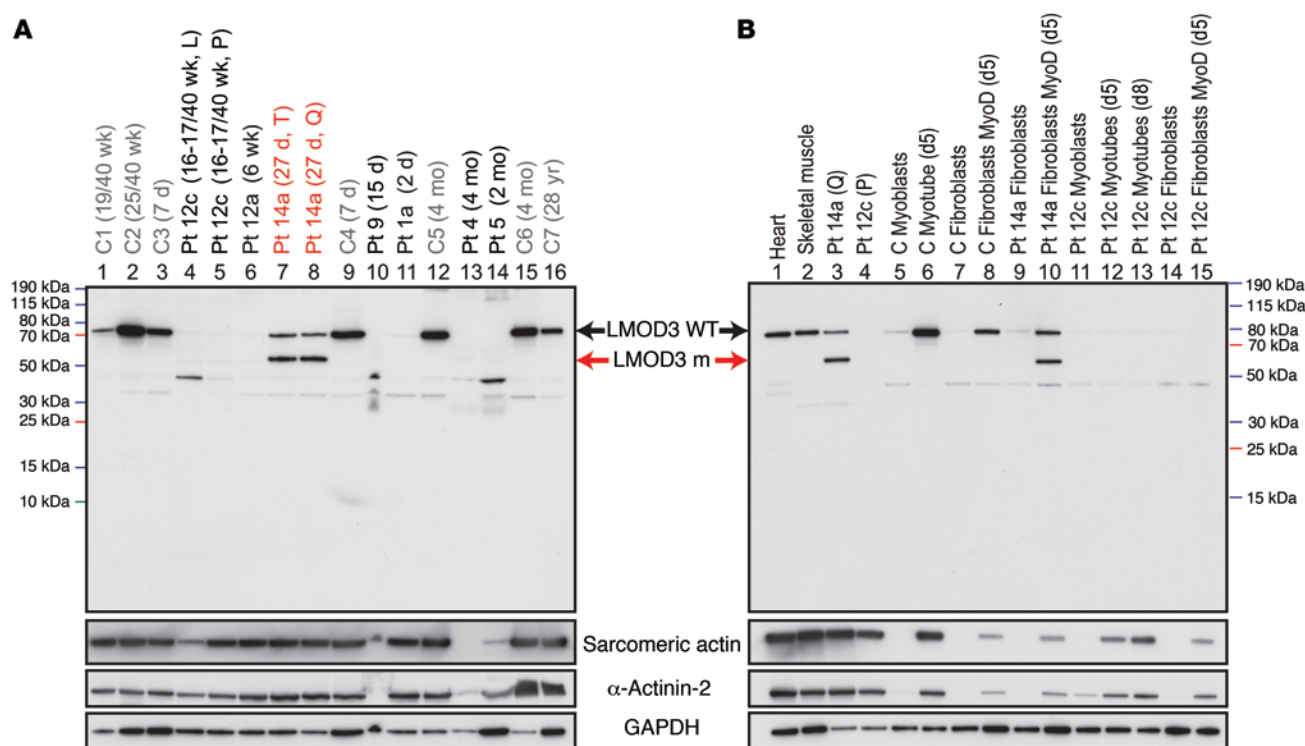 A
C1 (19/40 wk)
C2 (25/40 wk)
C3 (7 d)
Pt 12c (16-17/40 wk, L)
Pt 12c (16-17/40 wk, P)
Pt 12a (6 wk)
Pt 14a (27 d, T)
Pt 14a (27 d, Q)
C4 (7 d)
Pt 9 (15 d)
Pt 1a (2 d)
C5 (4 mo)
Pt 4 (4 mo)
Pt 5 (2 mo)
C6 (4 mo)
C7 (28 yr)
1 2 3 4 5 6 7 8 9 10 11 12 13 14 15 16
190 kDa
115 kDa
80 kDa
70 kDa
50 kDa
30 kDa
25 kDa
15 kDa
10 kDa
LMOD3 WT
LMOD3 m
Sarcomeric actin
α-Actinin-2
GAPDH
B
Heart
Skeletal muscle
Pt 14a (Q)
Pt 12c (P)
C Myoblasts
C Myotube (d5)
C Fibroblasts
C Fibroblasts MyoD (d5)
Pt 14a Fibroblasts
Pt 14a Fibroblasts MyoD (d5)
Pt 12c Myoblasts
Pt 12c Myotubes (d5)
Pt 12c Myotubes (d8)
Pt 12c Fibroblasts
Pt 12c Fibroblasts MyoD (d5)
1 2 3 4 5 6 7 8 9 10 11 12 13 14 15
190 kDa
115 kDa
80 kDa
70 kDa
50 kDa
30 kDa
25 kDa
15 kDa